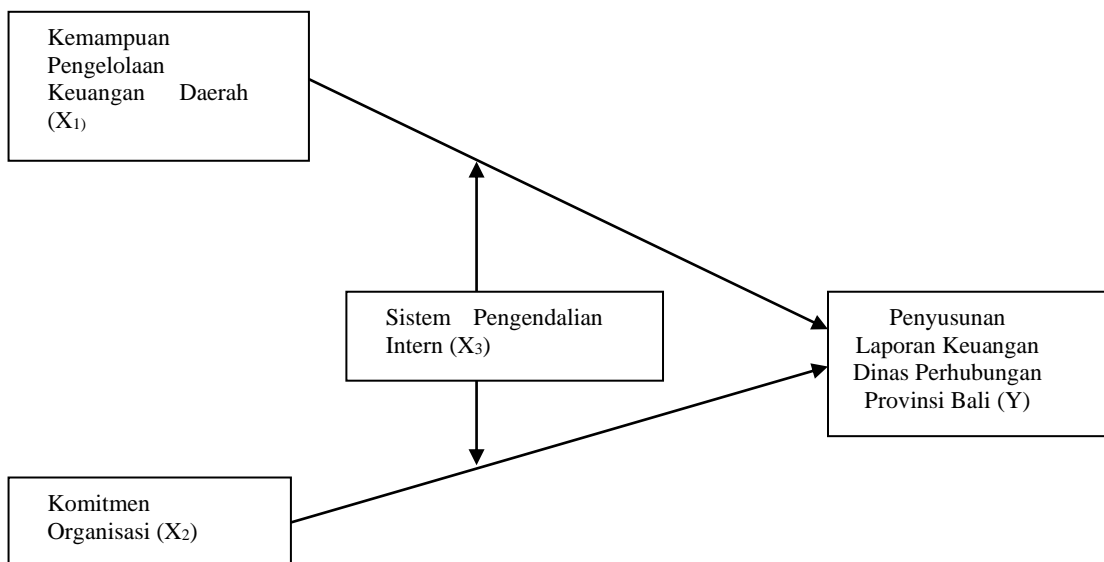 Kemampuan
Pengelolaan
Keuangan Daerah
(X1)
Sistem Pengendalian
Intern (X3)
Penyusunan
Laporan Keuangan
Dinas Perhubungan
Provinsi Bali (Y)
Komitmen
Organisasi (X2)